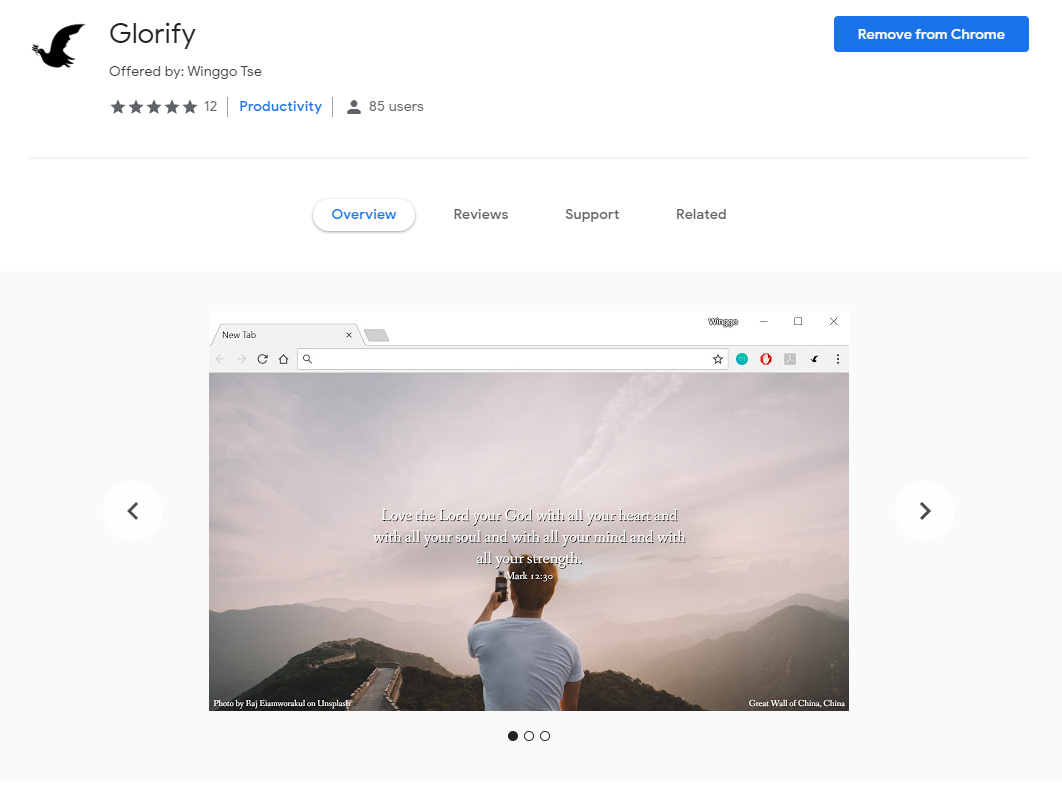 Glorify
Remove from Chrome
Offered by: Winggo Tse
12
Productivity
85 users
Overview
Reviews
Support
Related
Winggo
New Tab
Love the Lord your God with all your heart and
with all your soul and with all your mind and with
all your strength.
Mark 12:30
Photo by Raj Eiamworakul on Unsplash
Great Wall of China, China